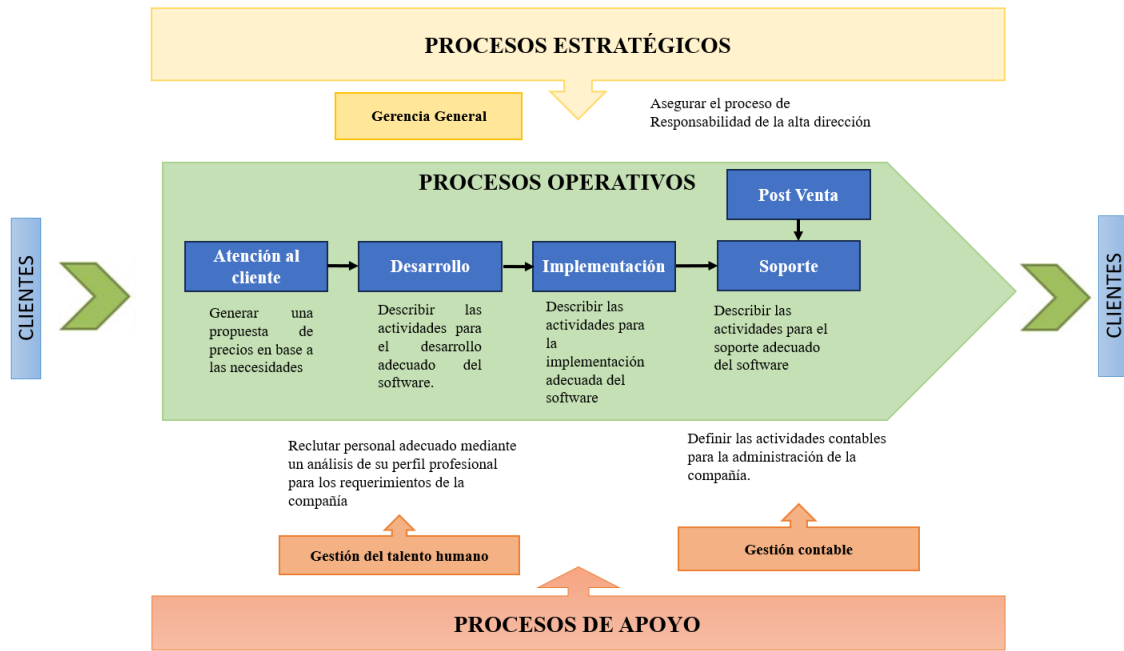 PROCESOS ESTRATÉGICOS
Gerencia General
Asegurar el proceso de
Responsabilidad de la alta dirección
PROCESOS OPERATIVOS
Post Venta
CLIENTES
Atención al
cliente
Desarrollo
Implementación
Soporte
CLIENTES
Generar una
propuesta de
precios en base a
las necesidades
Describir las
actividades para
el desarrollo
adecuado del
software.
Describir las
actividades para
la
implementación
adecuada del
software
Describir las
actividades para el
soporte adecuado
del software
Reclutar personal adecuado mediante
un análisis de su perfil profesional
para los requerimientos de la
compañía
Definir las actividades contables
para la administración de la
compañía.
Gestión del talento humano
Gestión contable
PROCESOS DE APOYO